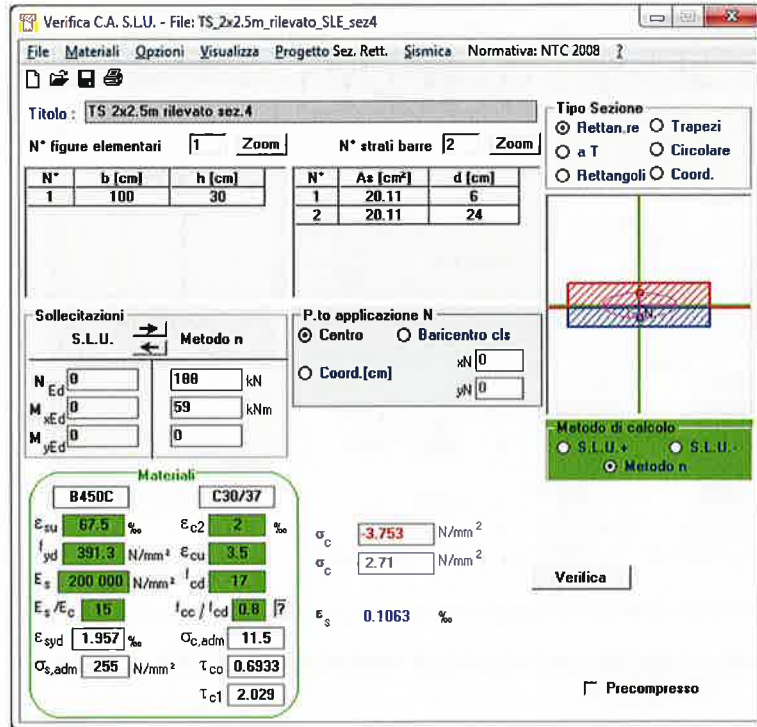 Verifica C.A. S.L.U. - File: TS_2x2.5m_rilevato_SLE_sez4
File Materiali Opzioni Visualizza Progetto Sez. Rett. Sismica Normativa: NTC 2008 ?
Titolo : TS 2x2.5m rilevato sez.4
N° figure elementari 1 Zoom
N° strati barre 2 Zoom
N° b [cm] h [cm]
1 100 30
N° As [cm²] d [cm]
1 20.11 6
2 20.11 24
Tipo Sezione
Rettan.re Trapezi
a T Circolare
Rettangoli Coord.
N
Sollecitazioni
S.L.U. Metodo n
N Ed 0 188 kN
M xEd 0 59 kNm
M yEd 0 0
P.to applicazione N
Centro Baricentro cls
Coord.[cm] xN 0
yN 0
Metodo di calcolo
S.L.U.+ S.L.U.-
Metodo n
Materiali
B450C C30/37
εsu 67.5 ‰ εc2 2 ‰
fyd 391.3 N/mm² εcu 3.5
Es 200 000 N/mm² fcd 17
Es/Ec 15 fcc / fcd 0.8 ?
εsyd 1.957 ‰ σc,adm 11.5
σs,adm 255 N/mm² τco 0.6933
τc1 2.029
σc -3.753 N/mm²
σc 2.71 N/mm²
εs 0.1063 ‰
Verifica
Precompresso